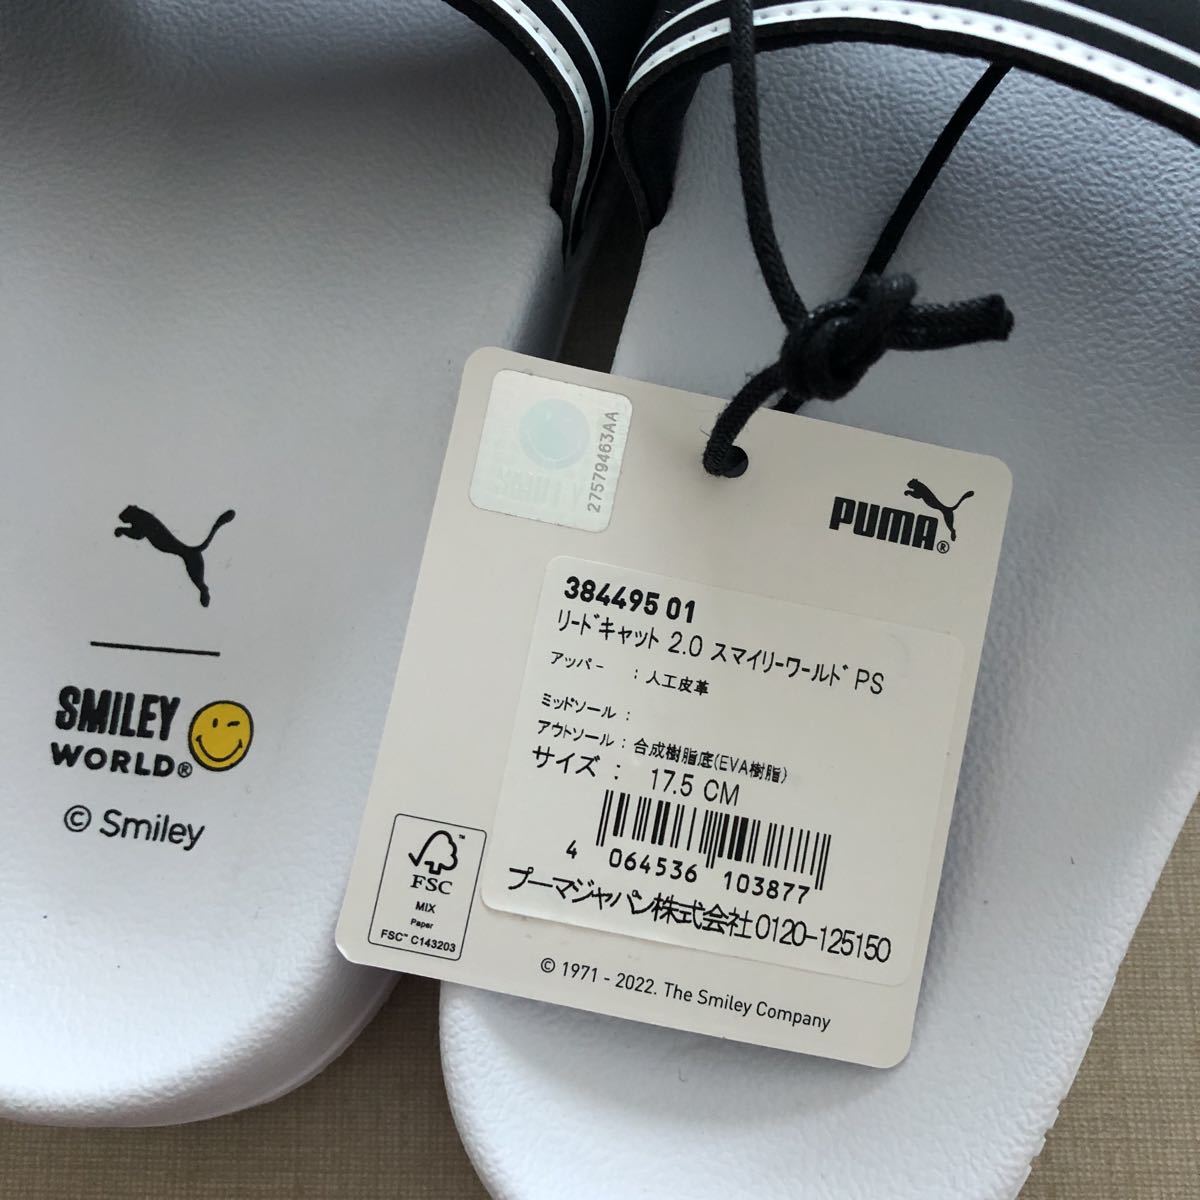 SMILEY
WORLD®
© Smiley
27579463AA
PUMA®
384495 01
リードキャット 2.0 スマイリーワールド PS
アッパー : 人工皮革
ミッドソール :
アウトソール : 合成樹脂底(EVA樹脂)
サイズ : 17.5 CM
4 064536 103877
プーマジャパン株式会社 0120-125150
FSC
MIX
Paper
FSC™ C143203
© 1971 - 2022. The Smiley Company